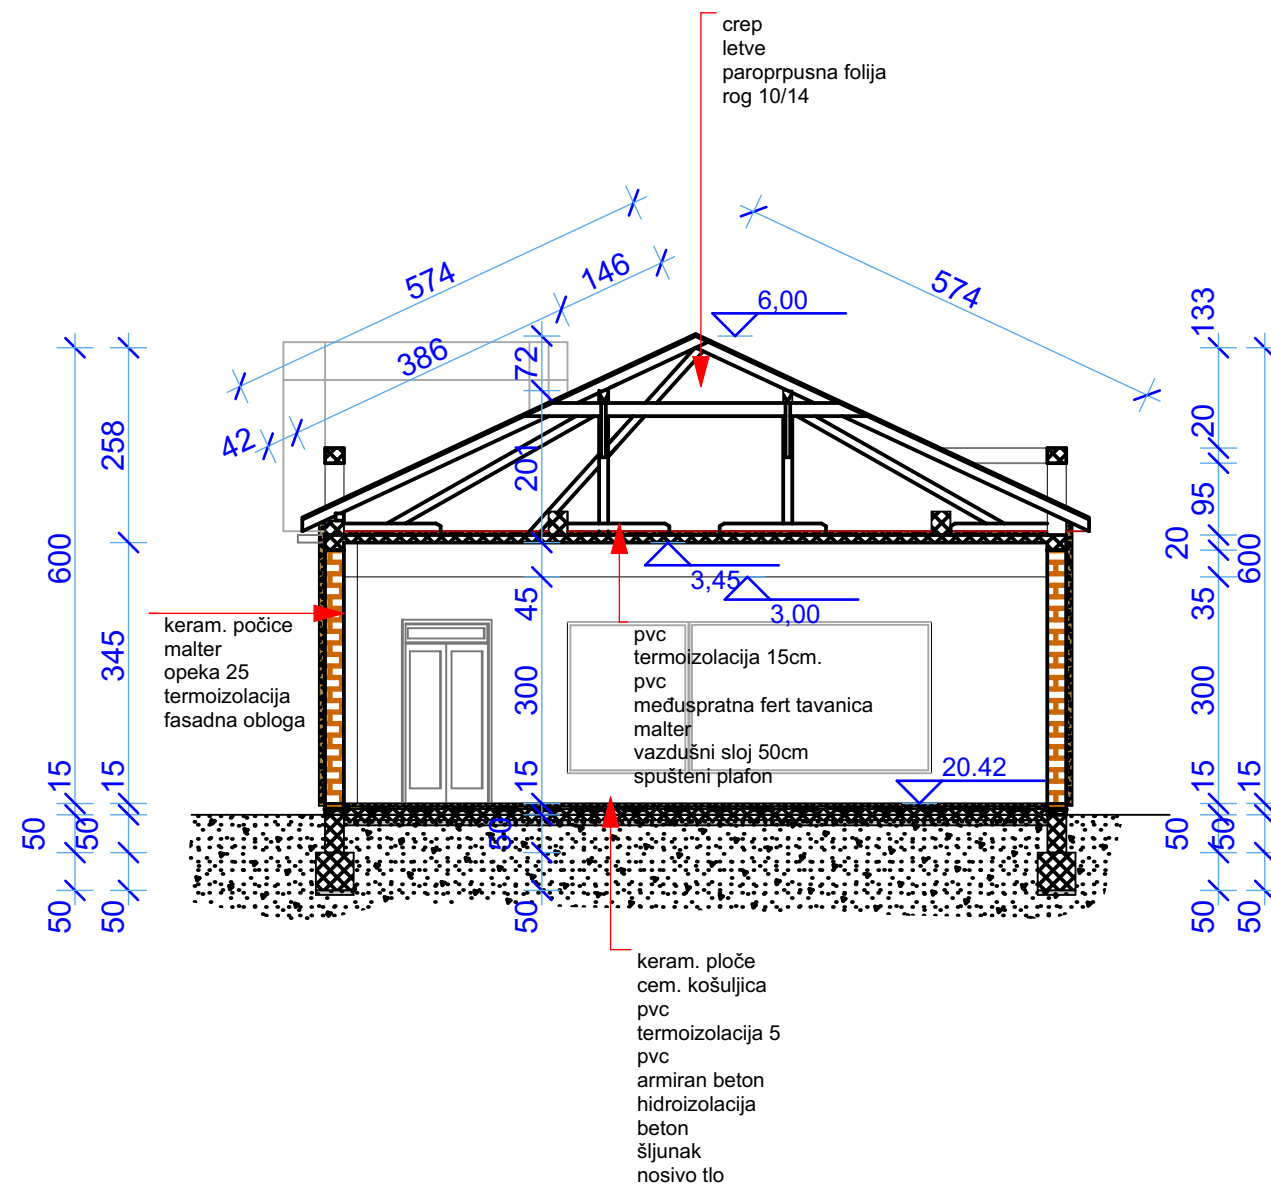 crep
letve
paroprpusna folija
rog 10/14
574
146
386
42
574
6,00
72
201
45
300
15
50
50
600
15
50
50
258
345
15
50
50
133
20
95
20
35
300
15
50
50
600
15
50
50
3,45
3,00
20.42
keram. počice
malter
opeka 25
termoizolacija
fasadna obloga
pvc
termoizolacija 15cm.
pvc
međuspratna fert tavanica
malter
vazdušni sloj 50cm
spušteni plafon
keram. ploče
cem. košuljica
pvc
termoizolacija 5
pvc
armiran beton
hidroizolacija
beton
šljunak
nosivo tlo